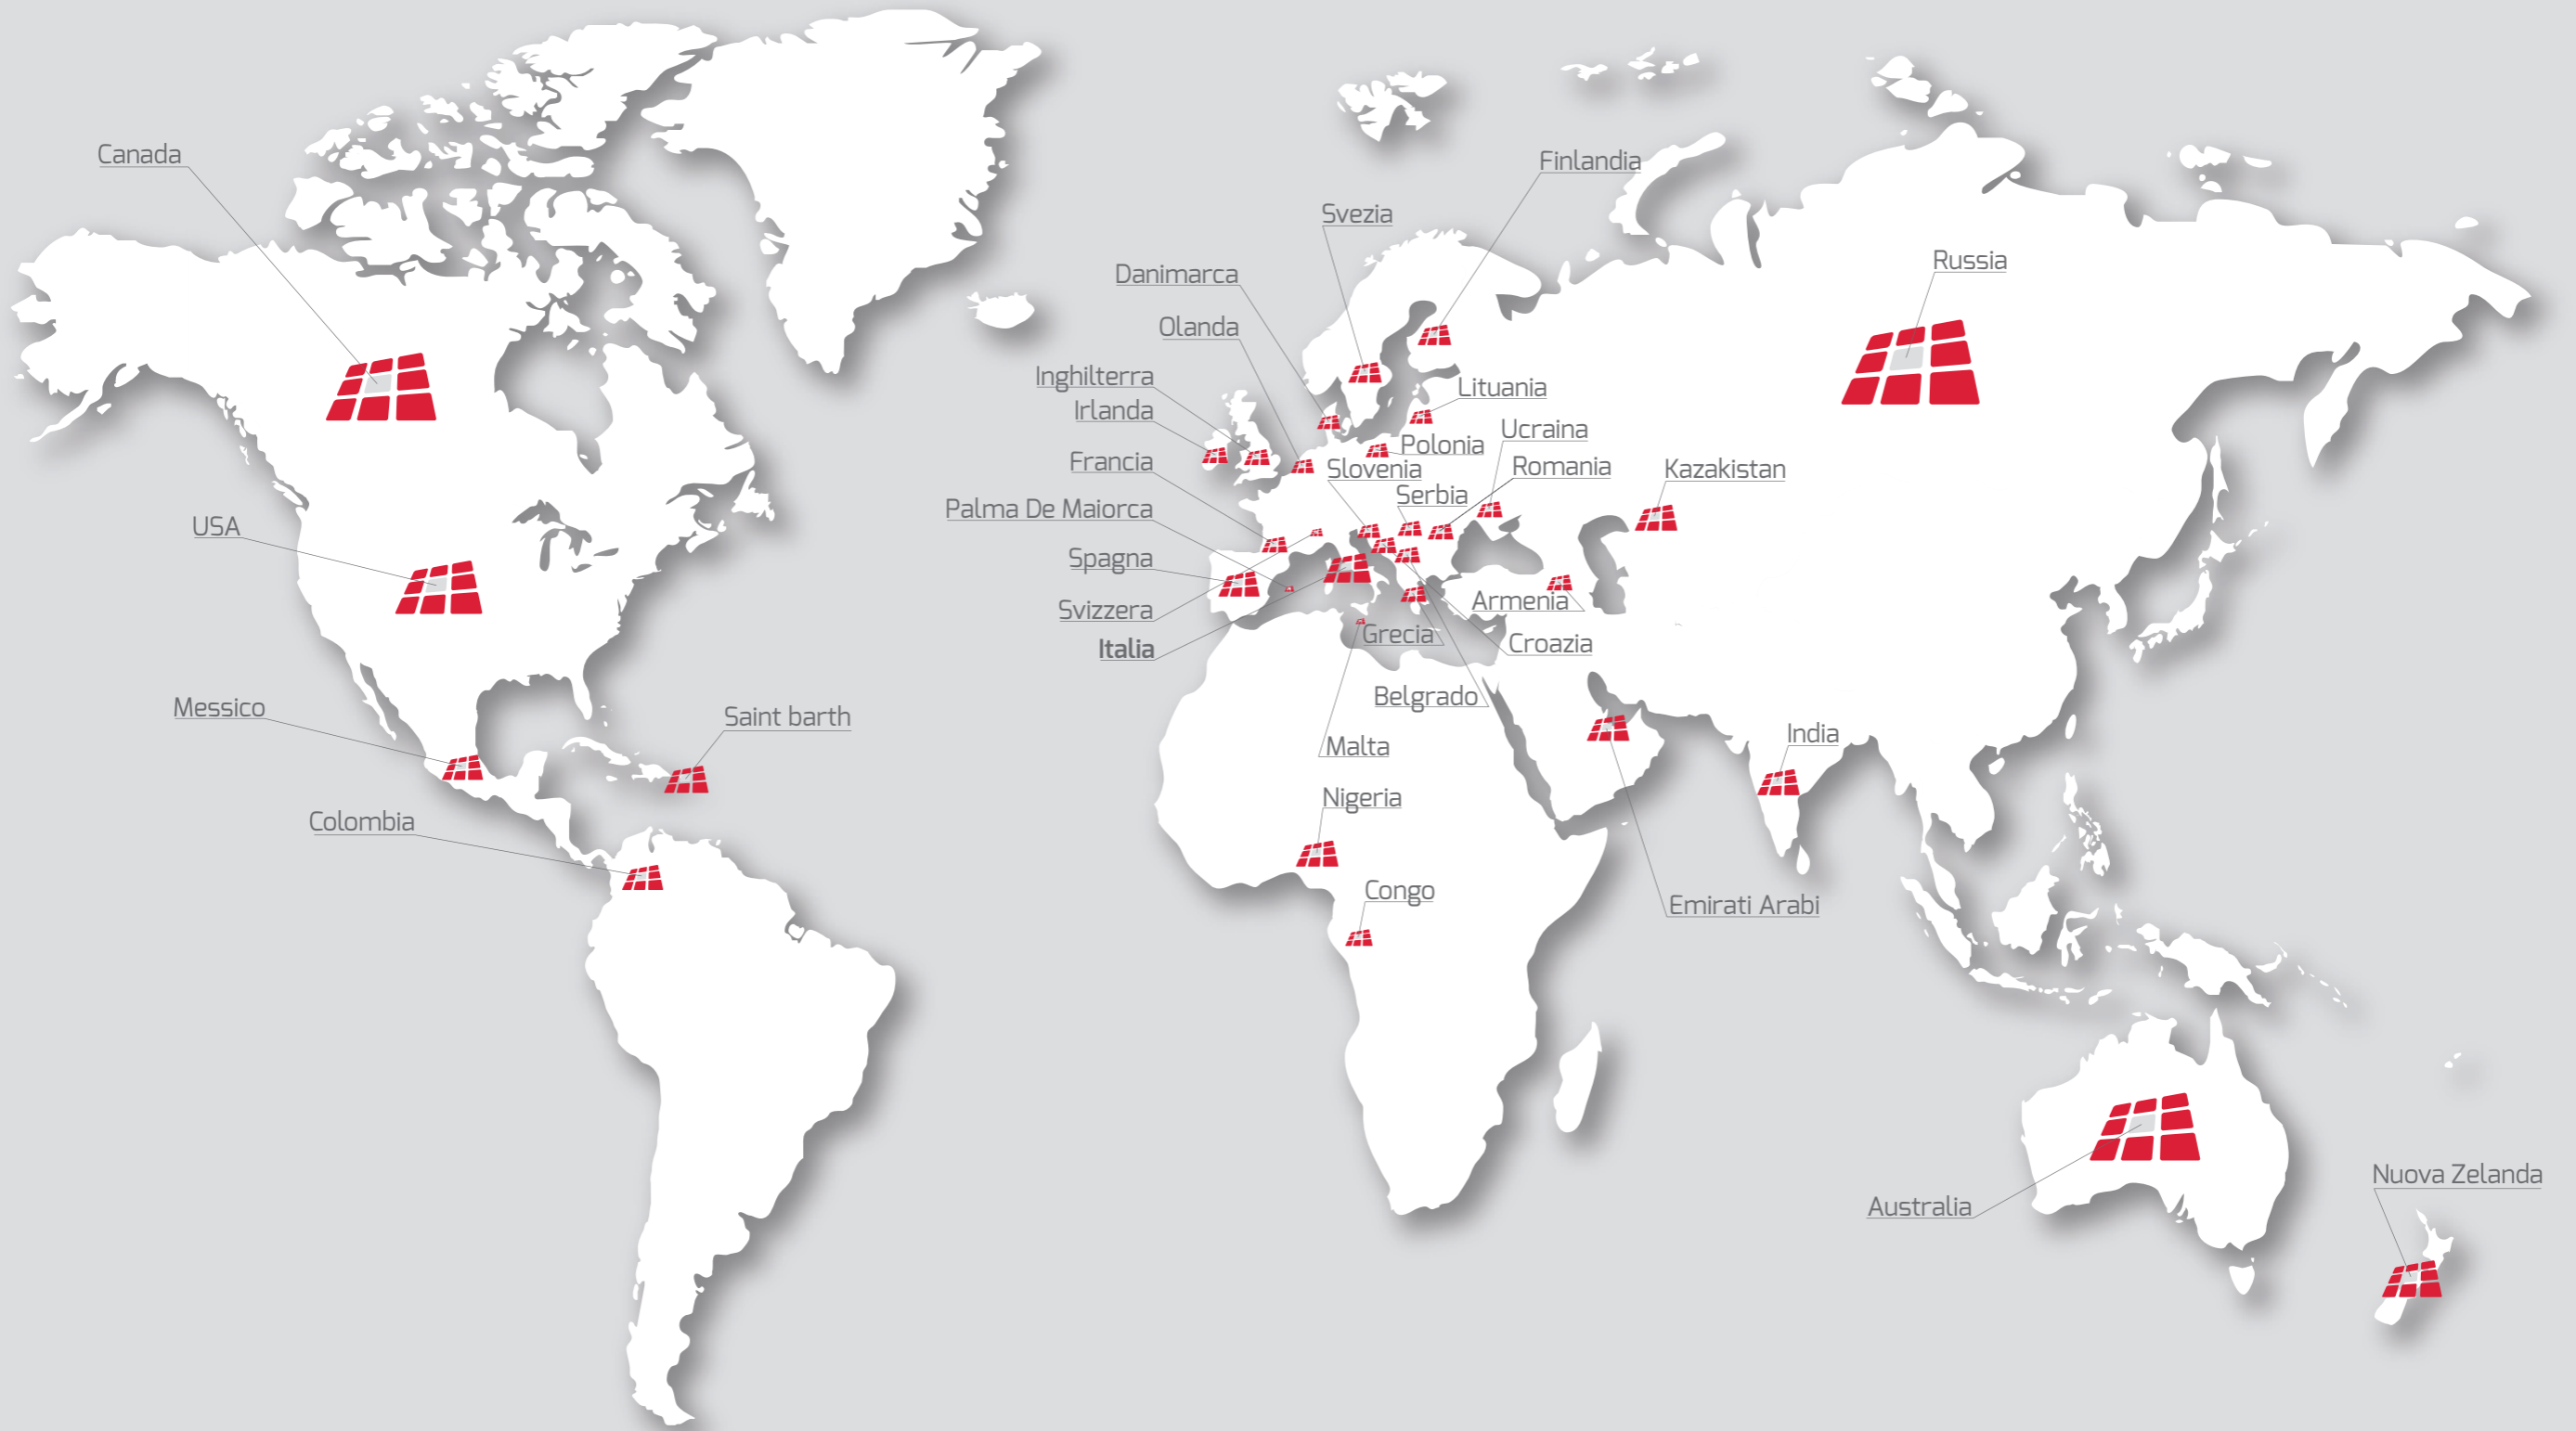 Canada
Finlandia
Svezia
Russia
Danimarca
Olanda
Inghilterra
Lituania
Irlanda
Ucraina
Polonia
Francia
Slovenia
Romania
Kazakistan
Serbia
Palma De Maiorca
USA
Spagna
Armenia
Svizzera
Grecia
Croazia
Italia
Belgrado
Messico
Saint barth
India
Malta
Nigeria
Colombia
Congo
Emirati Arabi
Nuova Zelanda
Australia